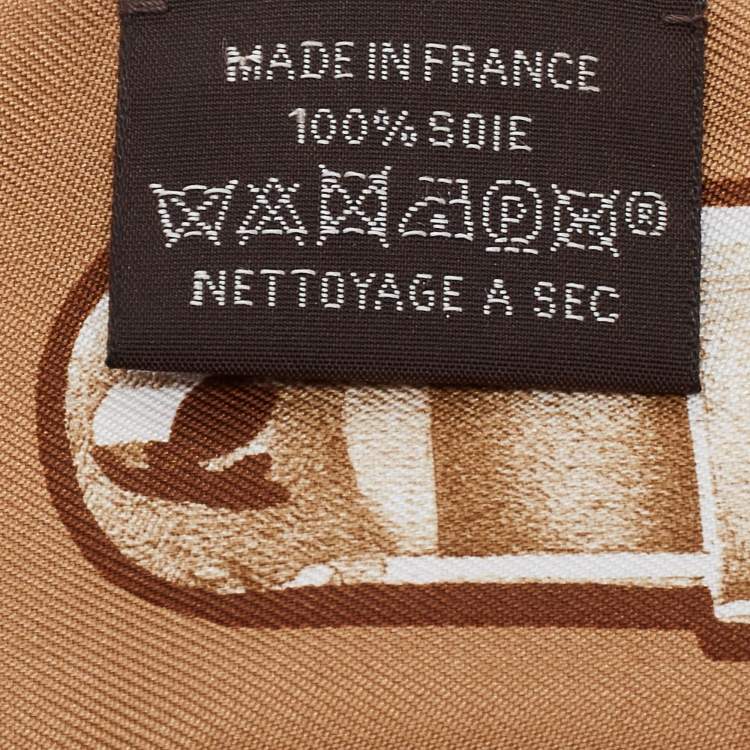 MADE IN FRANCE
100% SOIE
P ®
NETTOYAGE A SEC